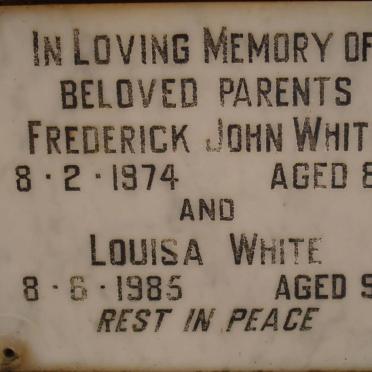 IN LOVING MEMORY OF
BELOVED PARENTS
FREDERICK JOHN WHIT
8·2·1974 AGED 8
AND
LOUISA WHITE
8·6·1985 AGED 9
REST IN PEACE